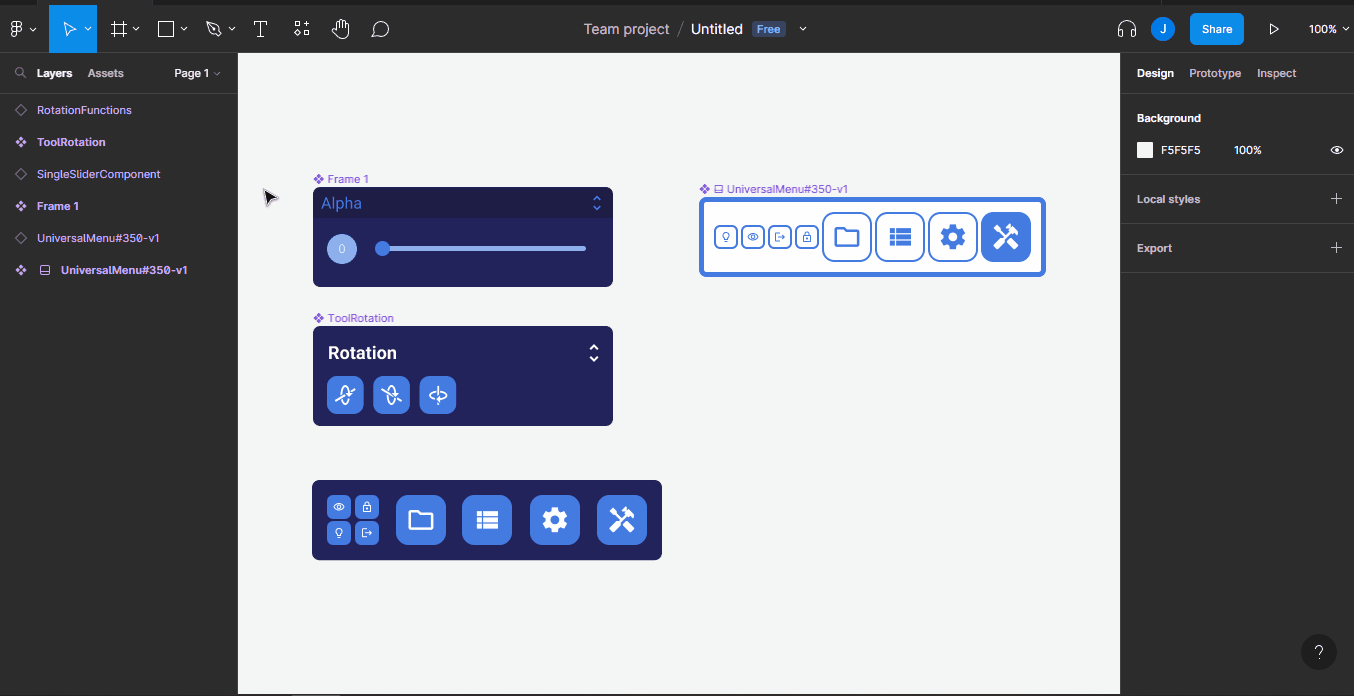 Team project / Untitled Free
J
Share
100%
Layers
Assets
Page 1
Design
Prototype
Inspect
RotationFunctions
ToolRotation
SingleSliderComponent
Frame 1
UniversalMenu#350-v1
UniversalMenu#350-v1
Frame 1
Alpha
0
ToolRotation
Rotation
UniversalMenu#350-v1
Background
F5F5F5 100%
Local styles
Export
?